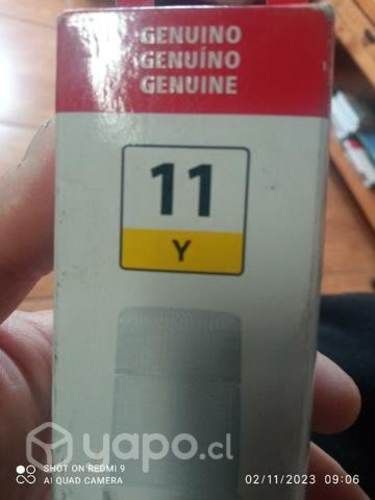 GENUINO
GENUÍNO
GENUINE
11
Y
yapo.cl
SHOT ON REDMI 9
AI QUAD CAMERA
02/11/2023 09:06